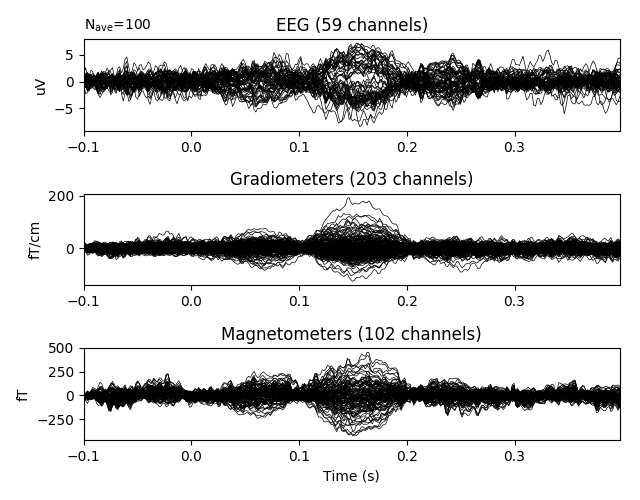 N_ave=100
EEG (59 channels)
5
0
−5
uV
−0.1 0.0 0.1 0.2 0.3
Gradiometers (203 channels)
200
0
fT/cm
−0.1 0.0 0.1 0.2 0.3
Magnetometers (102 channels)
500
250
0
−250
fT
−0.1 0.0 0.1 0.2 0.3
Time (s)